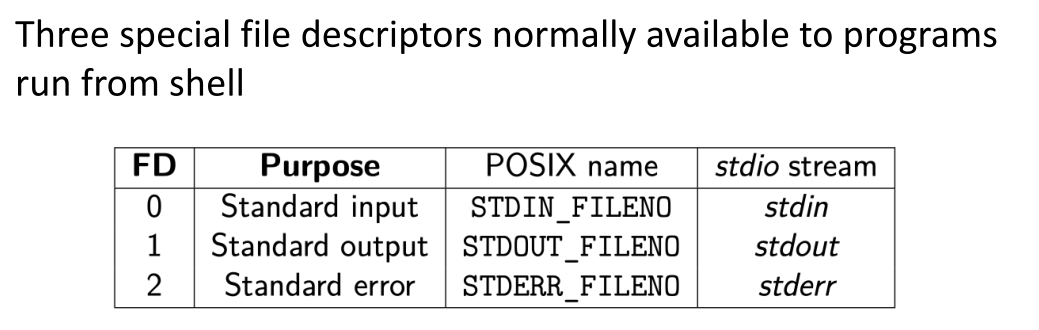 Three special file descriptors normally available to programs
run from shell
FD Purpose POSIX name stdio stream
0 Standard input STDIN_FILENO stdin
1 Standard output STDOUT_FILENO stdout
2 Standard error STDERR_FILENO stderr